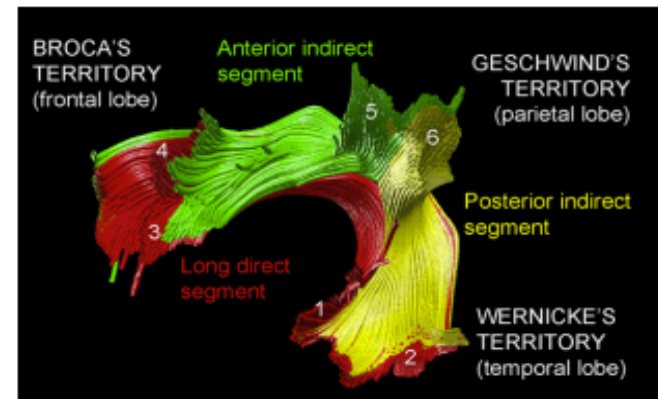 BROCA'S
TERRITORY
(frontal lobe)
Anterior indirect
segment
GESCHWIND'S
TERRITORY
(parietal lobe)
5
6
4
3
Posterior indirect
segment
Long direct
segment
1
2
WERNICKE'S
TERRITORY
(temporal lobe)